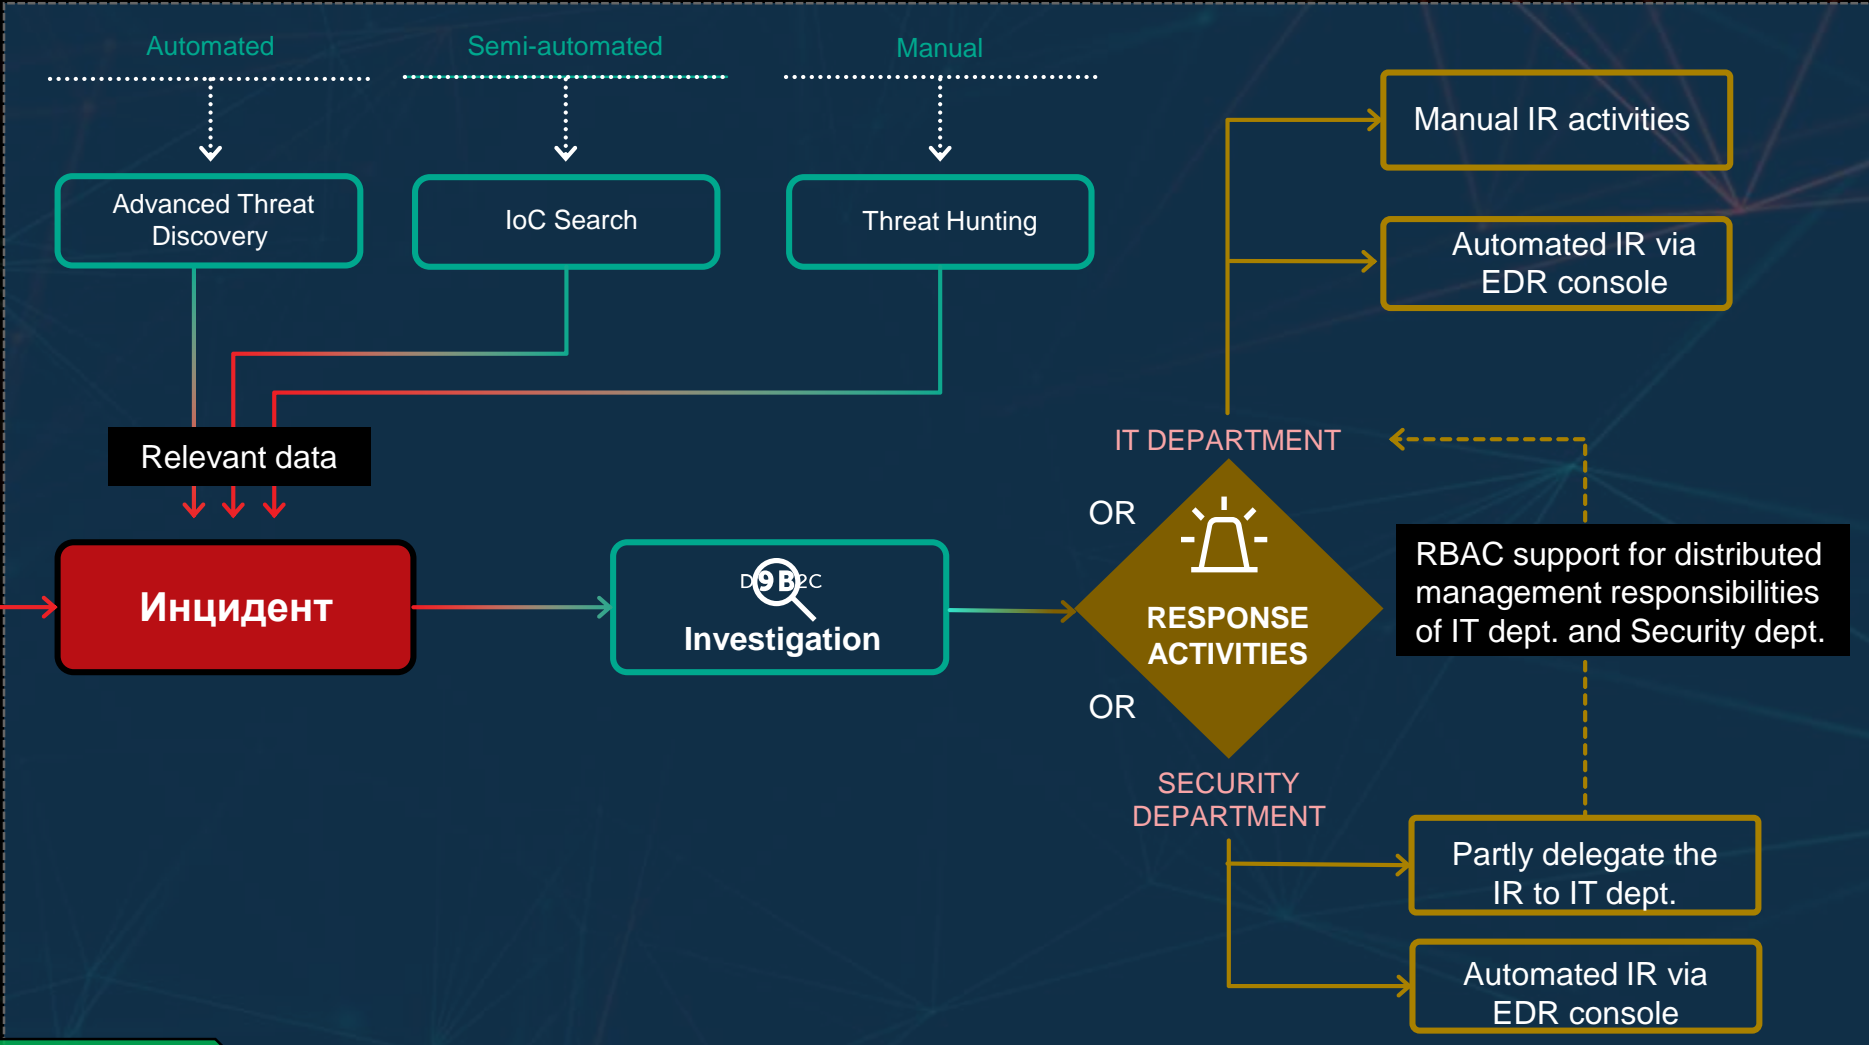 Automated
Semi-automated
Manual
Advanced Threat
Discovery
IoC Search
Threat Hunting
Manual IR activities
Automated IR via
EDR console
Relevant data
IT DEPARTMENT
OR
Инцидент
D9B2C
Investigation
RESPONSE
ACTIVITIES
RBAC support for distributed
management responsibilities
of IT dept. and Security dept.
OR
SECURITY
DEPARTMENT
Partly delegate the
IR to IT dept.
Automated IR via
EDR console